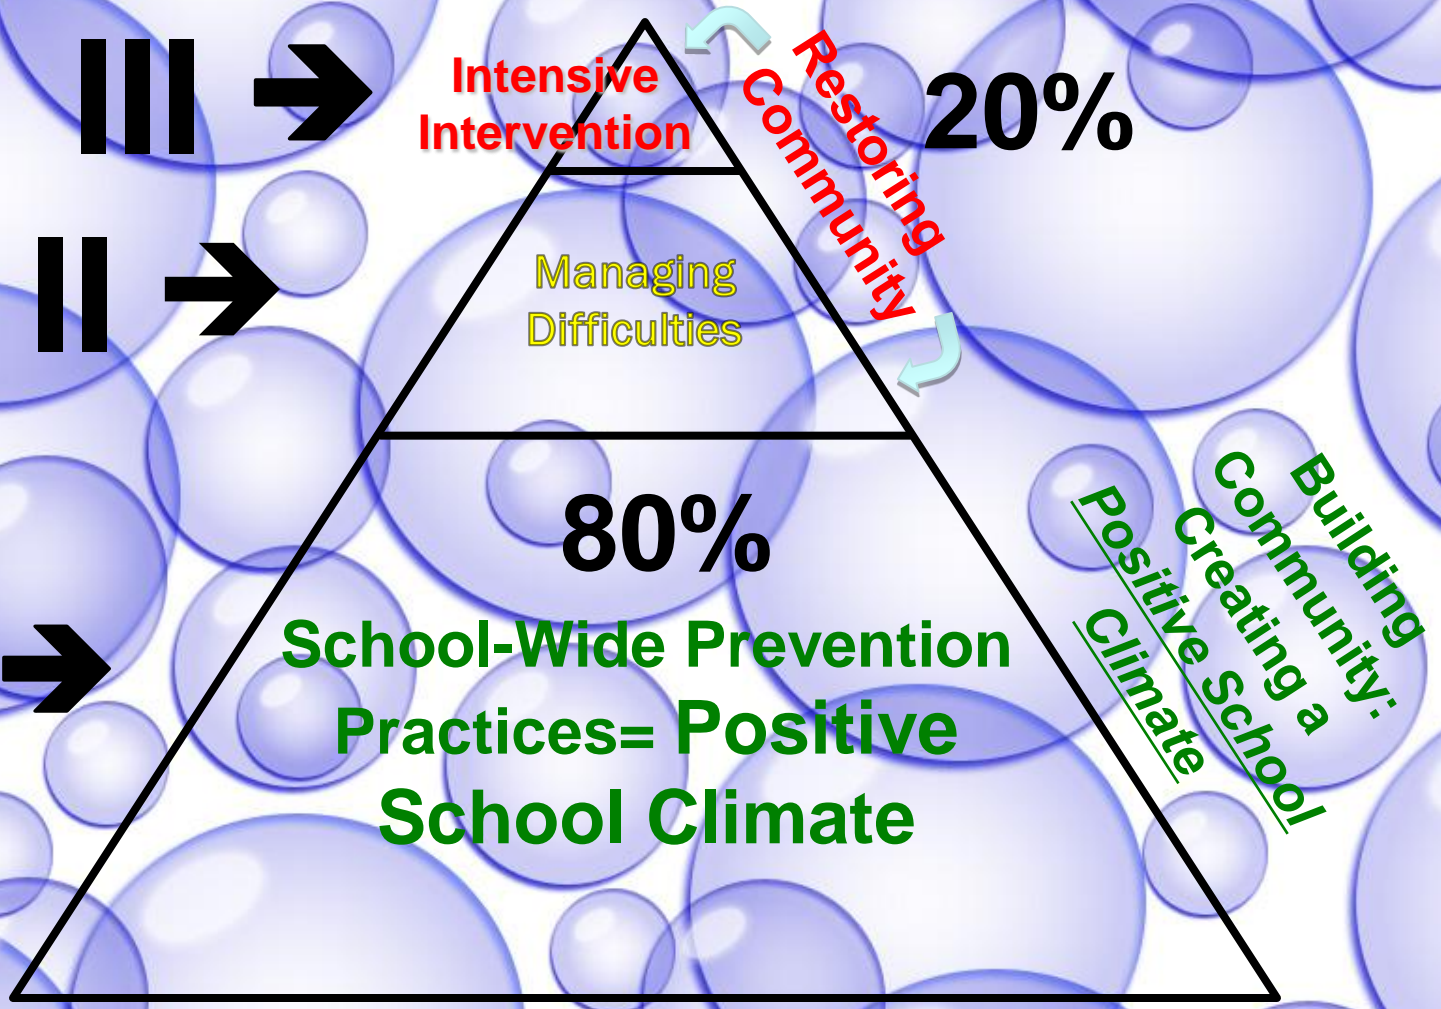 III
Intensive
Intervention
Restoring
Community
20%
II
Managing
Difficulties
80%
School-Wide Prevention
Practices= Positive
School Climate
Building
Community:
Creating a
Positive School
Climate